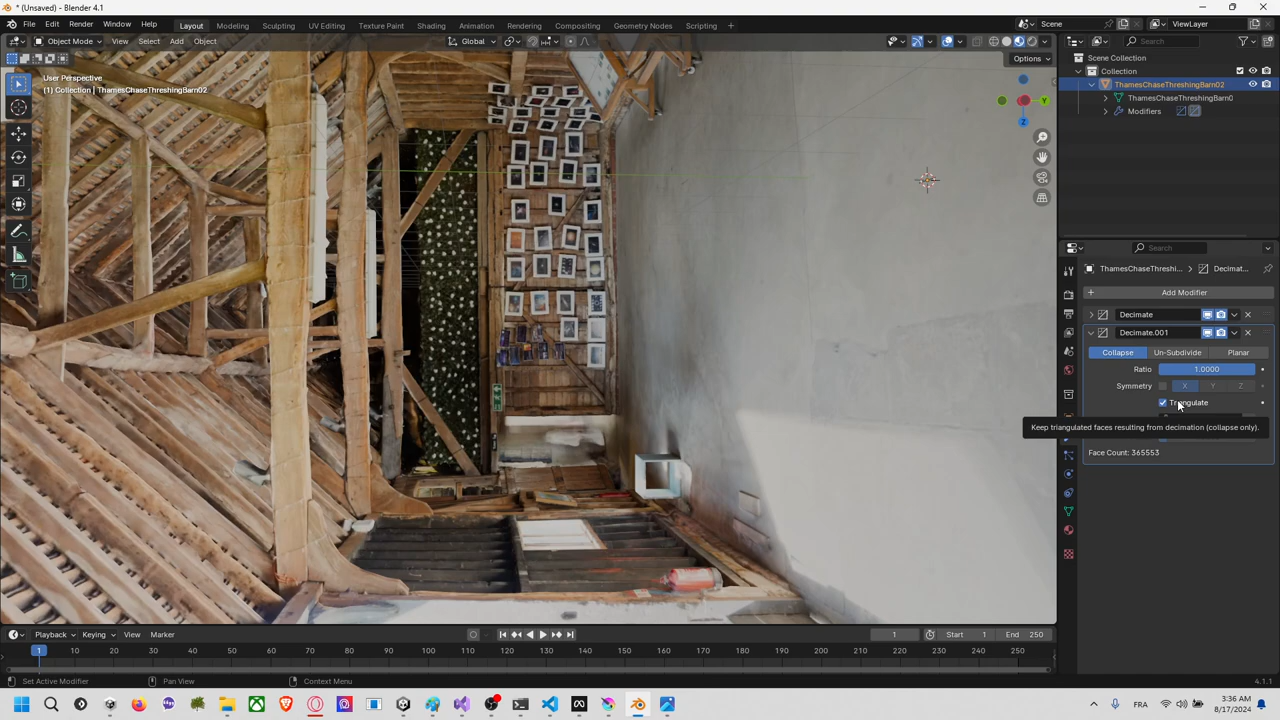 * (Unsaved) - Blender 4.1
File Edit Render Window Help Layout Modeling Sculpting UV Editing Texture Paint Shading Animation Rendering Compositing Geometry Nodes Scripting + Scene ViewLayer
Object Mode View Select Add Object Global Search
Options
User Perspective
(1) Collection | ThamesChaseThreshingBarn02
Y
Z
Scene Collection
Collection
ThamesChaseThreshingBarn02
ThamesChaseThreshingBarn0
Modifiers
Search
ThamesChaseThreshi... Decimat...
+ Add Modifier
Decimate
Decimate.001
Collapse Un-Subdivide Planar
Ratio 1.0000
Symmetry X Y Z
Triangulate
Keep triangulated faces resulting from decimation (collapse only).
Face Count: 365553
Playback Keying View Marker 1 Start 1 End 250
1 10 20 30 40 50 60 70 80 90 100 110 120 130 140 150 160 170 180 190 200 210 220 230 240 250
Set Active Modifier Pan View Context Menu 4.1.1
FRA 3:36 AM
8/17/2024